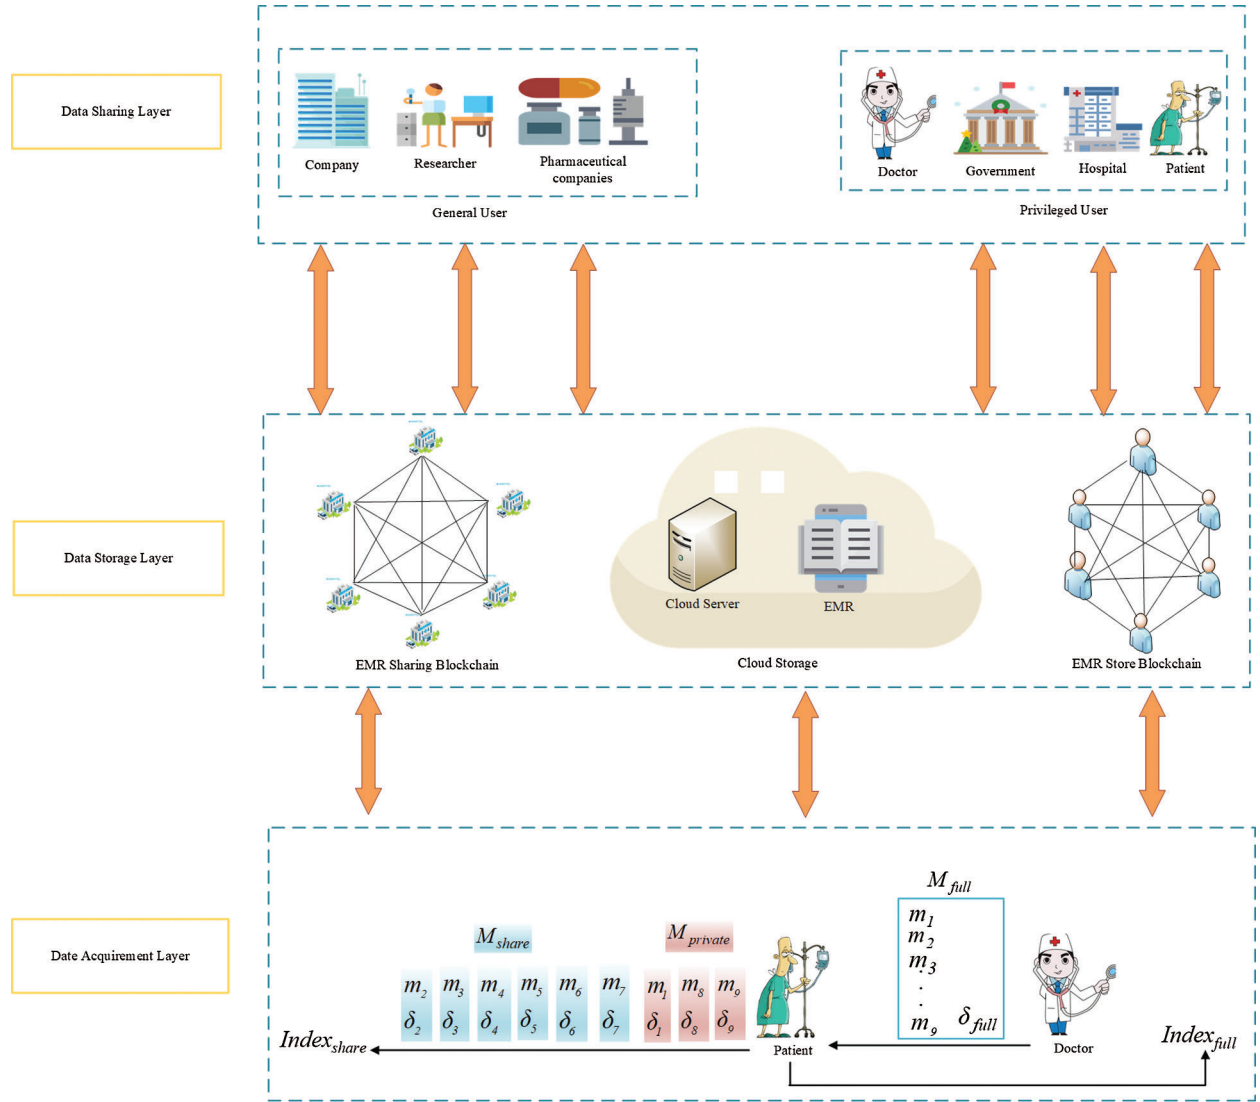 Data Sharing Layer
Company
Researcher
Pharmaceutical
companies
General User
Doctor
Government
Hospital
Patient
Privileged User
Data Storage Layer
EMR Sharing Blockchain
Cloud Server
EMR
Cloud Storage
EMR Store Blockchain
Date Acquirement Layer
M_full
m_1
m_2
m_3
.
.
.
m_9 δ_full
M_share
M_private
m_2 m_3 m_4 m_5 m_6 m_7 m_1 m_8 m_9
δ_2 δ_3 δ_4 δ_5 δ_6 δ_7 δ_1 δ_8 δ_9
Index_share
Patient
Doctor
Index_full